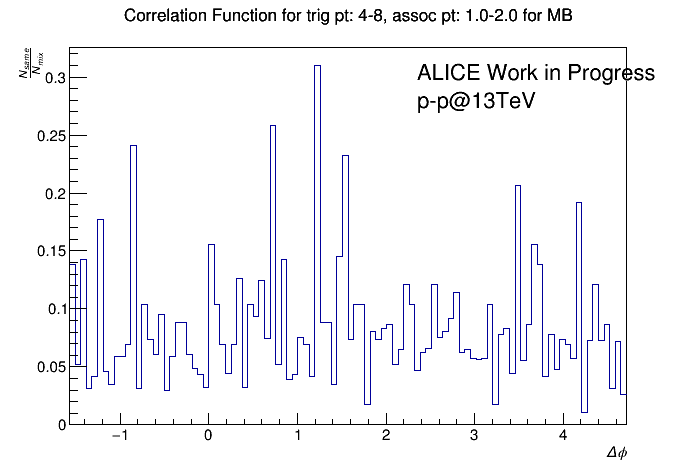 Correlation Function for trig pt: 4-8, assoc pt: 1.0-2.0 for MB
N_same
N_mix
ALICE Work in Progress
p-p@13TeV
0.3
0.25
0.2
0.15
0.1
0.05
0
−1 0 1 2 3 4
Δϕ